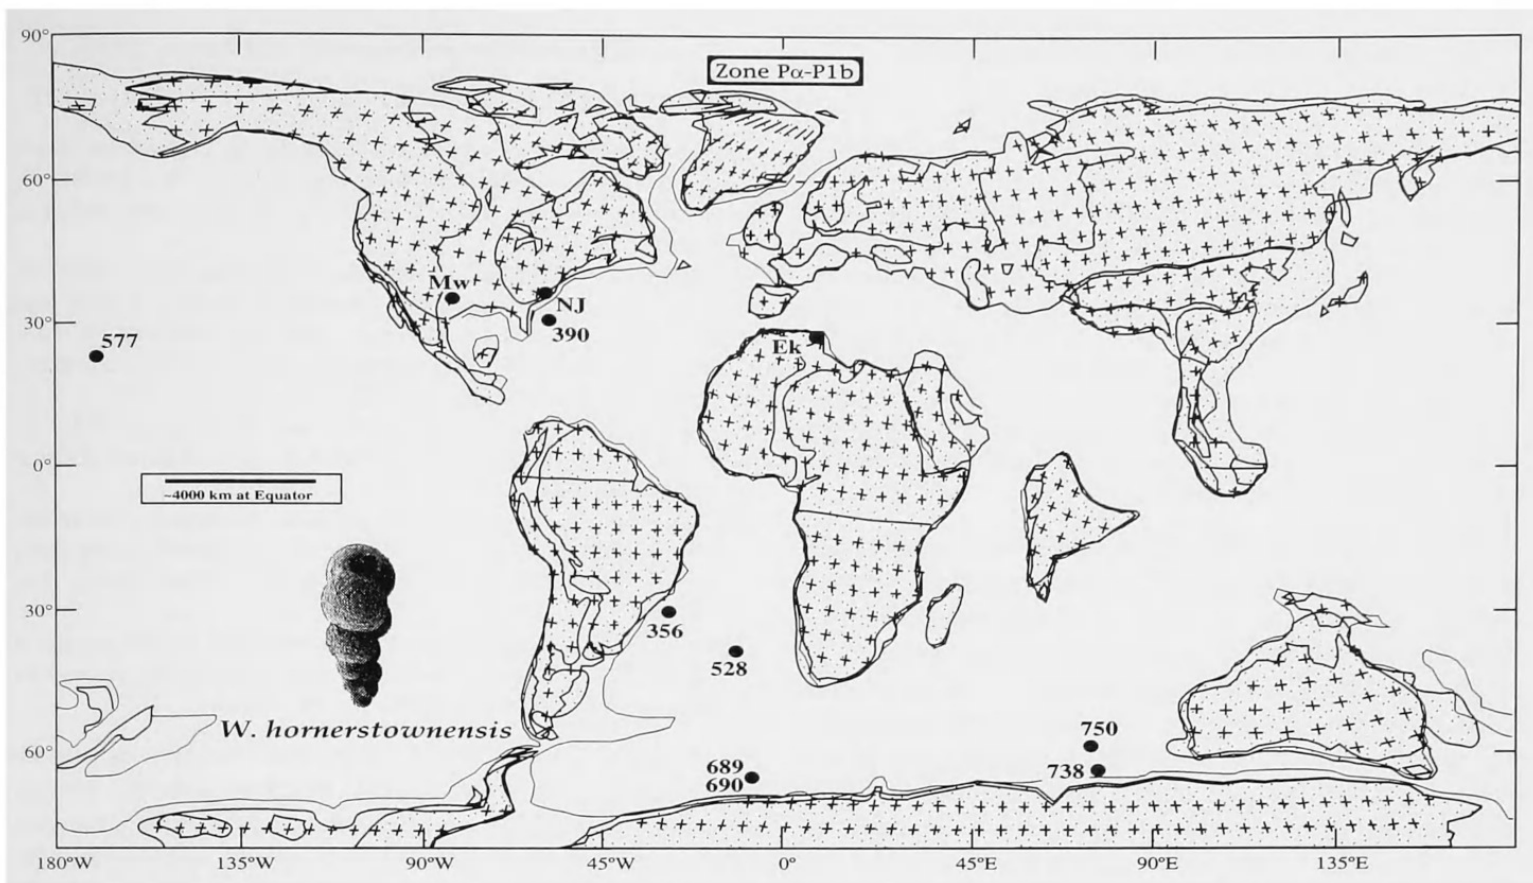 90°
Zone Pα-P1b
60°
Mw
NJ
30°
390
577
Ek
0°
~4000 km at Equator
30°
356
528
W. hornerstownensis
750
60°
689
738
690
180°W
135°W
90°W
45°W
0°
45°E
90°E
135°E